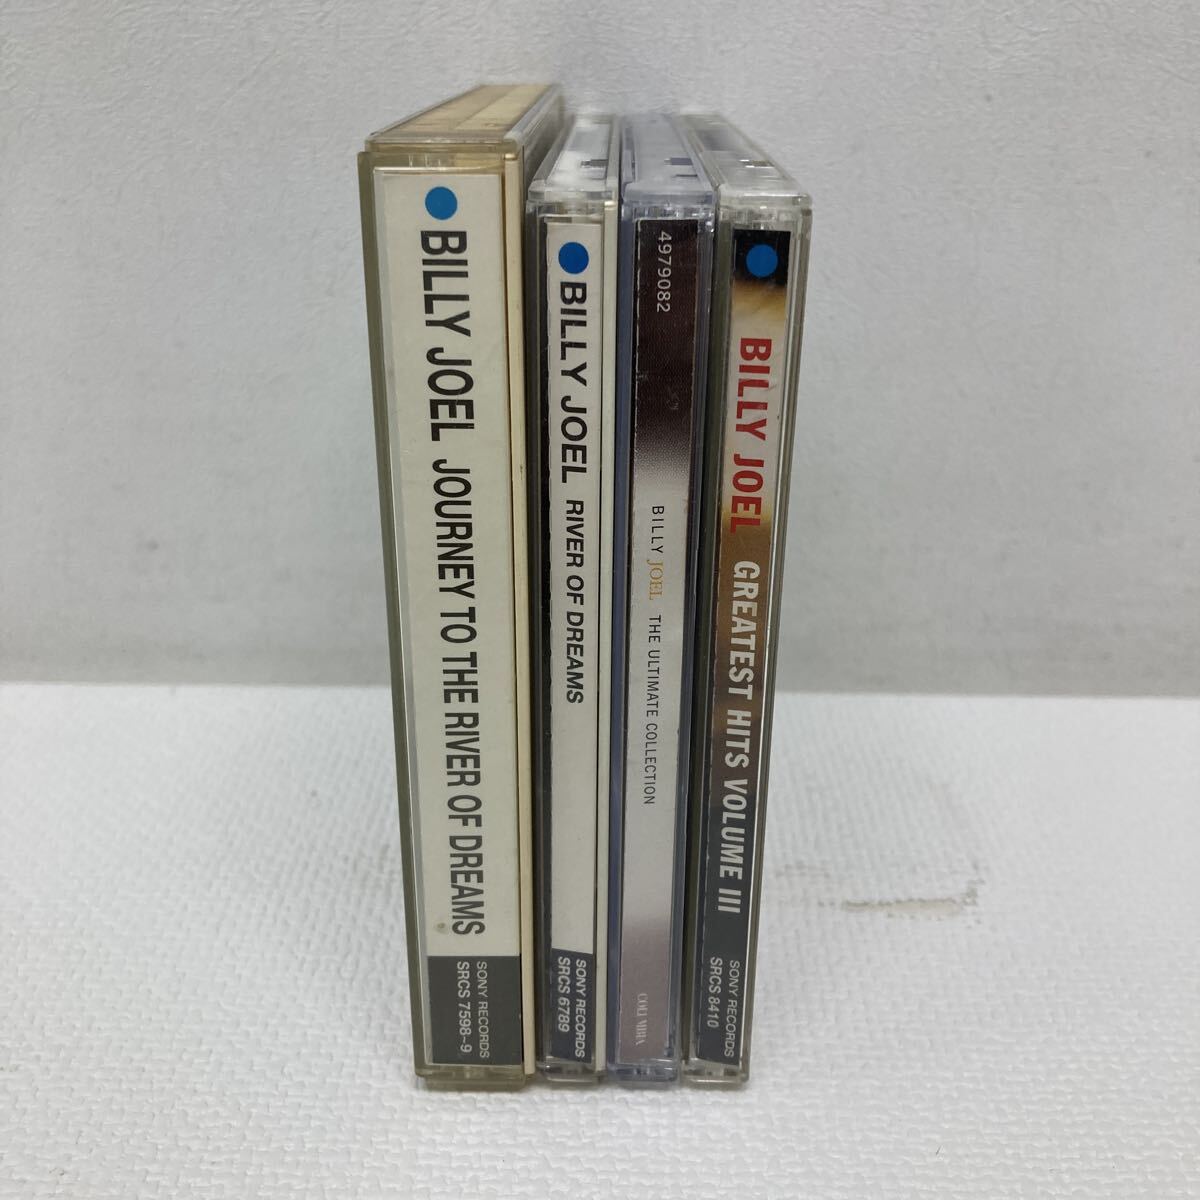 BILLY JOEL JOURNEY TO THE RIVER OF DREAMS
SONY RECORDS
SRCS 7598~9
BILLY JOEL RIVER OF DREAMS
SONY RECORDS
SRCS 6789
4979082
BILLY JOEL THE ULTIMATE COLLECTION
COLUMBIA
BILLY JOEL GREATEST HITS VOLUME III
SONY RECORDS
SRCS 8410